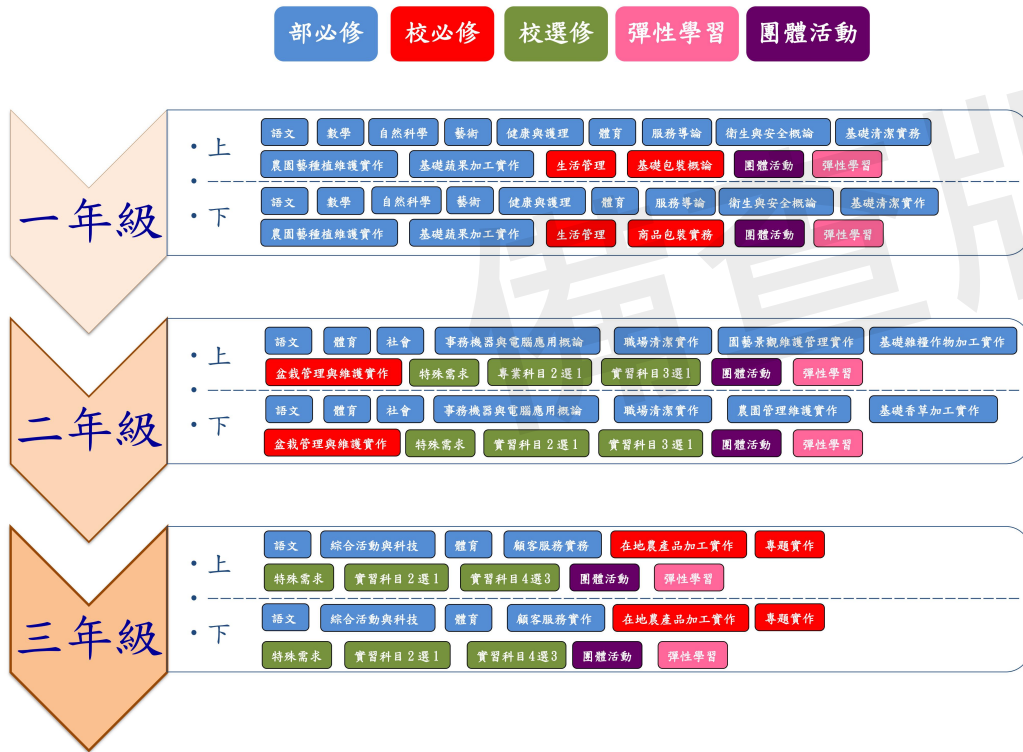 部必修 校必修 校選修 彈性學習 團體活動
一年級
• 上
語文 數學 自然科學 藝術 健康與護理 體育 服務導論 衛生與安全概論 基礎清潔實務
農園藝種植維護實作 基礎蔬果加工實作 生活管理 基礎包裝概論 團體活動 彈性學習
•
• 下
語文 數學 自然科學 藝術 健康與護理 體育 服務導論 衛生與安全概論 基礎清潔實作
農園藝種植維護實作 基礎蔬果加工實作 生活管理 商品包裝實務 團體活動 彈性學習
二年級
• 上
語文 體育 社會 事務機器與電腦應用概論 職場清潔實作 園藝景觀維護管理實作 基礎雜糧作物加工實作
盆栽管理與維護實作 特殊需求 專業科目2選1 實習科目3選1 團體活動 彈性學習
•
• 下
語文 體育 社會 事務機器與電腦應用概論 職場清潔實作 農園管理維護實作 基礎香草加工實作
盆栽管理與維護實作 特殊需求 實習科目2選1 實習科目3選1 團體活動 彈性學習
三年級
• 上
語文 綜合活動與科技 體育 顧客服務實務 在地農產品加工實作 專題實作
特殊需求 實習科目2選1 實習科目4選3 團體活動 彈性學習
•
• 下
語文 綜合活動與科技 體育 顧客服務實作 在地農產品加工實作 專題實作
特殊需求 實習科目2選1 實習科目4選3 團體活動 彈性學習
備查版